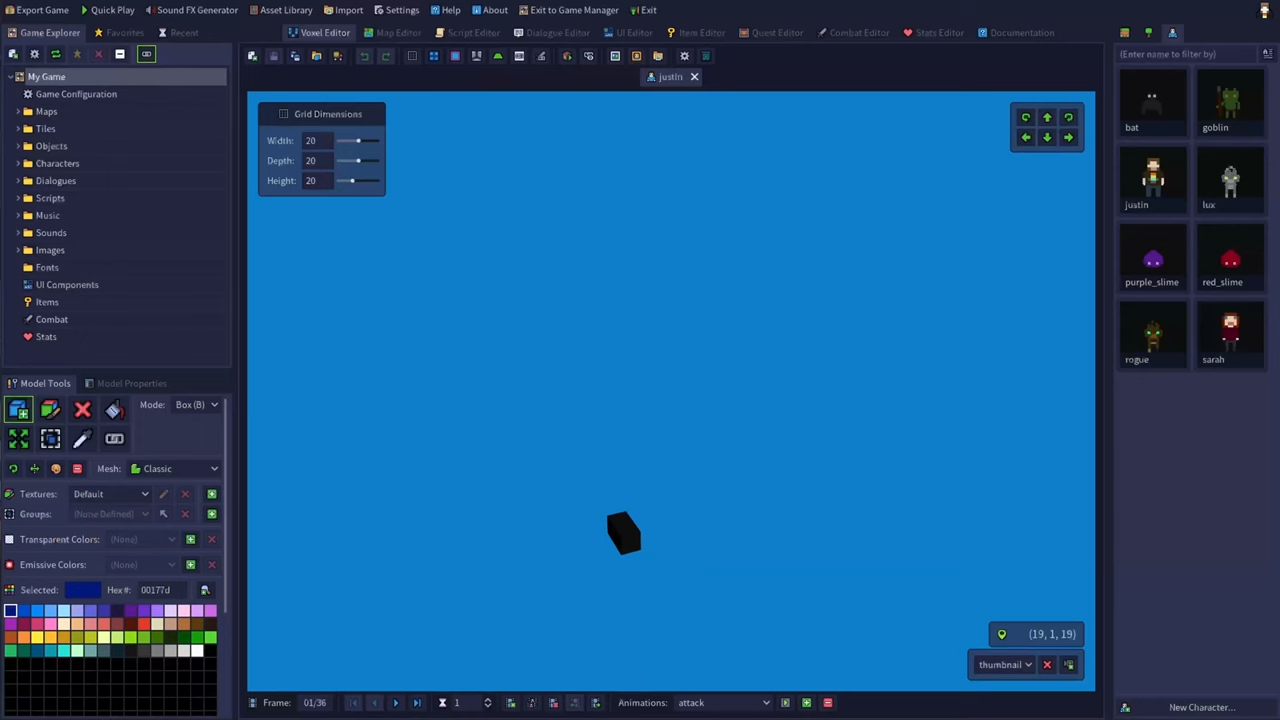 Export Game Quick Play Sound FX Generator Asset Library Import Settings Help About Exit to Game Manager Exit
Game Explorer Favorites Recent Voxel Editor Map Editor Script Editor Dialogue Editor UI Editor Item Editor Quest Editor Combat Editor Stats Editor Documentation
Enter name to filter by
justin
My Game
Game Configuration
Maps
Tiles
Objects
Characters
Dialogues
Scripts
Music
Sounds
Images
Fonts
UI Components
Items
Combat
Stats
Grid Dimensions
Width: 20
Depth: 20
Height: 20
bat goblin
justin lux
purple_slime red_slime
rogue sarah
Model Tools Model Properties
Mode: Box (B)
Mesh: Classic
Textures: Default
Groups: (None Defined)
Transparent Colors: (None)
Emissive Colors: (None)
Selected: Hex #: 00177d
(19, 1, 19)
thumbnail
Frame: 01/36 1 Animations: attack
New Character...